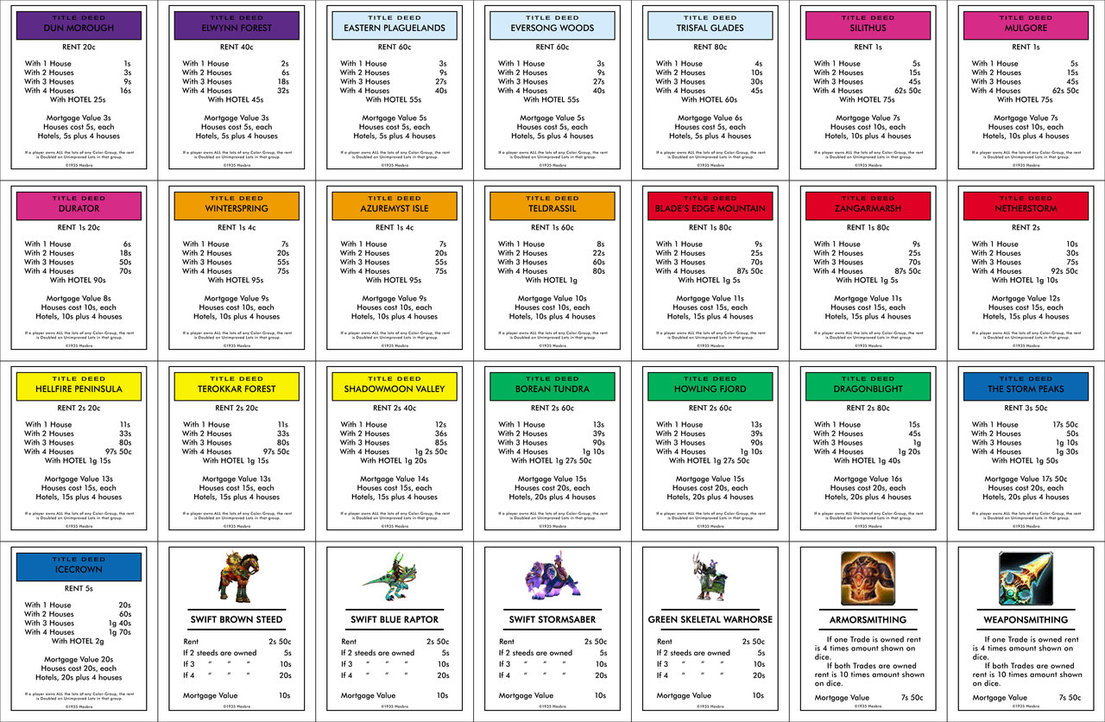 TITLE DEED
DUN MOROUGH
RENT 20c
With 1 House 1s
With 2 Houses 3s
With 3 Houses 9s
With 4 Houses 16s
With HOTEL 25s
Mortgage Value 3s
Houses cost 5s, each
Hotels, 5s plus 4 houses
If a player owns ALL the lots of any Color-Group, the rent
is Doubled on Unimproved Lots in that group.
©1935 Hasbro
TITLE DEED
ELWYNN FOREST
RENT 40c
With 1 House 2s
With 2 Houses 6s
With 3 Houses 18s
With 4 Houses 32s
With HOTEL 45s
Mortgage Value 3s
Houses cost 5s, each
Hotels, 5s plus 4 houses
If a player owns ALL the lots of any Color-Group, the rent
is Doubled on Unimproved Lots in that group.
©1935 Hasbro
TITLE DEED
EASTERN PLAGUELANDS
RENT 60c
With 1 House 3s
With 2 Houses 9s
With 3 Houses 27s
With 4 Houses 40s
With HOTEL 55s
Mortgage Value 5s
Houses cost 5s, each
Hotels, 5s plus 4 houses
If a player owns ALL the lots of any Color-Group, the rent
is Doubled on Unimproved Lots in that group.
©1935 Hasbro
TITLE DEED
EVERSONG WOODS
RENT 60c
With 1 House 3s
With 2 Houses 9s
With 3 Houses 27s
With 4 Houses 40s
With HOTEL 55s
Mortgage Value 5s
Houses cost 5s, each
Hotels, 5s plus 4 houses
If a player owns ALL the lots of any Color-Group, the rent
is Doubled on Unimproved Lots in that group.
©1935 Hasbro
TITLE DEED
TRISFAL GLADES
RENT 80c
With 1 House 4s
With 2 Houses 10s
With 3 Houses 30s
With 4 Houses 45s
With HOTEL 60s
Mortgage Value 6s
Houses cost 5s, each
Hotels, 5s plus 4 houses
If a player owns ALL the lots of any Color-Group, the rent
is Doubled on Unimproved Lots in that group.
©1935 Hasbro
TITLE DEED
SILITHUS
RENT 1s
With 1 House 5s
With 2 Houses 15s
With 3 Houses 45s
With 4 Houses 62s 50c
With HOTEL 75s
Mortgage Value 7s
Houses cost 10s, each
Hotels, 10s plus 4 houses
If a player owns ALL the lots of any Color-Group, the rent
is Doubled on Unimproved Lots in that group.
©1935 Hasbro
TITLE DEED
MULGORE
RENT 1s
With 1 House 5s
With 2 Houses 15s
With 3 Houses 45s
With 4 Houses 62s 50c
With HOTEL 75s
Mortgage Value 7s
Houses cost 10s, each
Hotels, 10s plus 4 houses
If a player owns ALL the lots of any Color-Group, the rent
is Doubled on Unimproved Lots in that group.
©1935 Hasbro
TITLE DEED
DURATOR
RENT 1s 20c
With 1 House 6s
With 2 Houses 18s
With 3 Houses 50s
With 4 Houses 70s
With HOTEL 90s
Mortgage Value 8s
Houses cost 10s, each
Hotels, 10s plus 4 houses
If a player owns ALL the lots of any Color-Group, the rent
is Doubled on Unimproved Lots in that group.
©1935 Hasbro
TITLE DEED
WINTERSPRING
RENT 1s 4c
With 1 House 7s
With 2 Houses 20s
With 3 Houses 55s
With 4 Houses 75s
With HOTEL 95s
Mortgage Value 9s
Houses cost 10s, each
Hotels, 10s plus 4 houses
If a player owns ALL the lots of any Color-Group, the rent
is Doubled on Unimproved Lots in that group.
©1935 Hasbro
TITLE DEED
AZUREMYST ISLE
RENT 1s 4c
With 1 House 7s
With 2 Houses 20s
With 3 Houses 55s
With 4 Houses 75s
With HOTEL 95s
Mortgage Value 9s
Houses cost 10s, each
Hotels, 10s plus 4 houses
If a player owns ALL the lots of any Color-Group, the rent
is Doubled on Unimproved Lots in that group.
©1935 Hasbro
TITLE DEED
TELDRASSIL
RENT 1s 60c
With 1 House 8s
With 2 Houses 22s
With 3 Houses 60s
With 4 Houses 80s
With HOTEL 1g
Mortgage Value 10s
Houses cost 10s, each
Hotels, 10s plus 4 houses
If a player owns ALL the lots of any Color-Group, the rent
is Doubled on Unimproved Lots in that group.
©1935 Hasbro
TITLE DEED
BLADE'S EDGE MOUNTAIN
RENT 1s 80c
With 1 House 9s
With 2 Houses 25s
With 3 Houses 70s
With 4 Houses 87s 50c
With HOTEL 1g 5s
Mortgage Value 11s
Houses cost 15s, each
Hotels, 15s plus 4 houses
If a player owns ALL the lots of any Color-Group, the rent
is Doubled on Unimproved Lots in that group.
©1935 Hasbro
TITLE DEED
ZANGARMARSH
RENT 1s 80c
With 1 House 9s
With 2 Houses 25s
With 3 Houses 70s
With 4 Houses 87s 50c
With HOTEL 1g 5s
Mortgage Value 11s
Houses cost 15s, each
Hotels, 15s plus 4 houses
If a player owns ALL the lots of any Color-Group, the rent
is Doubled on Unimproved Lots in that group.
©1935 Hasbro
TITLE DEED
NETHERSTORM
RENT 2s
With 1 House 10s
With 2 Houses 30s
With 3 Houses 75s
With 4 Houses 92s 50c
With HOTEL 1g 10s
Mortgage Value 12s
Houses cost 15s, each
Hotels, 15s plus 4 houses
If a player owns ALL the lots of any Color-Group, the rent
is Doubled on Unimproved Lots in that group.
©1935 Hasbro
TITLE DEED
HELLFIRE PENINSULA
RENT 2s 20c
With 1 House 11s
With 2 Houses 33s
With 3 Houses 80s
With 4 Houses 97s 50c
With HOTEL 1g 15s
Mortgage Value 13s
Houses cost 15s, each
Hotels, 15s plus 4 houses
If a player owns ALL the lots of any Color-Group, the rent
is Doubled on Unimproved Lots in that group.
©1935 Hasbro
TITLE DEED
TEROKKAR FOREST
RENT 2s 20c
With 1 House 11s
With 2 Houses 33s
With 3 Houses 80s
With 4 Houses 97s 50c
With HOTEL 1g 15s
Mortgage Value 13s
Houses cost 15s, each
Hotels, 15s plus 4 houses
If a player owns ALL the lots of any Color-Group, the rent
is Doubled on Unimproved Lots in that group.
©1935 Hasbro
TITLE DEED
SHADOWMOON VALLEY
RENT 2s 40c
With 1 House 12s
With 2 Houses 36s
With 3 Houses 85s
With 4 Houses 1g 2s 50c
With HOTEL 1g 20s
Mortgage Value 14s
Houses cost 15s, each
Hotels, 15s plus 4 houses
If a player owns ALL the lots of any Color-Group, the rent
is Doubled on Unimproved Lots in that group.
©1935 Hasbro
TITLE DEED
BOREAN TUNDRA
RENT 2s 60c
With 1 House 13s
With 2 Houses 39s
With 3 Houses 90s
With 4 Houses 1g 10s
With HOTEL 1g 27s 50c
Mortgage Value 15s
Houses cost 20s, each
Hotels, 20s plus 4 houses
If a player owns ALL the lots of any Color-Group, the rent
is Doubled on Unimproved Lots in that group.
©1935 Hasbro
TITLE DEED
HOWLING FJORD
RENT 2s 60c
With 1 House 13s
With 2 Houses 39s
With 3 Houses 90s
With 4 Houses 1g 10s
With HOTEL 1g 27s 50c
Mortgage Value 15s
Houses cost 20s, each
Hotels, 20s plus 4 houses
If a player owns ALL the lots of any Color-Group, the rent
is Doubled on Unimproved Lots in that group.
©1935 Hasbro
TITLE DEED
DRAGONBLIGHT
RENT 2s 80c
With 1 House 15s
With 2 Houses 45s
With 3 Houses 1g
With 4 Houses 1g 20s
With HOTEL 1g 40s
Mortgage Value 16s
Houses cost 20s, each
Hotels, 20s plus 4 houses
If a player owns ALL the lots of any Color-Group, the rent
is Doubled on Unimproved Lots in that group.
©1935 Hasbro
TITLE DEED
THE STORM PEAKS
RENT 3s 50c
With 1 House 17s 50c
With 2 Houses 50s
With 3 Houses 1g 10s
With 4 Houses 1g 30s
With HOTEL 1g 50s
Mortgage Value 17s 50c
Houses cost 20s, each
Hotels, 20s plus 4 houses
If a player owns ALL the lots of any Color-Group, the rent
is Doubled on Unimproved Lots in that group.
©1935 Hasbro
TITLE DEED
ICECROWN
RENT 5s
With 1 House 20s
With 2 Houses 60s
With 3 Houses 1g 40s
With 4 Houses 1g 70s
With HOTEL 2g
Mortgage Value 20s
Houses cost 20s, each
Hotels, 20s plus 4 houses
If a player owns ALL the lots of any Color-Group, the rent
is Doubled on Unimproved Lots in that group.
©1935 Hasbro
SWIFT BROWN STEED
Rent 2s 50c
If 2 steeds are owned 5s
If 3 " " " 10s
If 4 " " " 20s
Mortgage Value 10s
©1935 Hasbro
SWIFT BLUE RAPTOR
Rent 2s 50c
If 2 steeds are owned 5s
If 3 " " " 10s
If 4 " " " 20s
Mortgage Value 10s
©1935 Hasbro
SWIFT STORMSABER
Rent 2s 50c
If 2 steeds are owned 5s
If 3 " " " 10s
If 4 " " " 20s
Mortgage Value 10s
©1935 Hasbro
GREEN SKELETAL WARHORSE
Rent 2s 50c
If 2 steeds are owned 5s
If 3 " " " 10s
If 4 " " " 20s
Mortgage Value 10s
©1935 Hasbro
ARMORSMITHING
If one Trade is owned rent
is 4 times amount shown on
dice.
If both Trades are owned
rent is 10 times amount shown
on dice.
Mortgage Value 7s 50c
©1935 Hasbro
WEAPONSMITHING
If one Trade is owned rent
is 4 times amount shown on
dice.
If both Trades are owned
rent is 10 times amount shown
on dice.
Mortgage Value 7s 50c
©1935 Hasbro